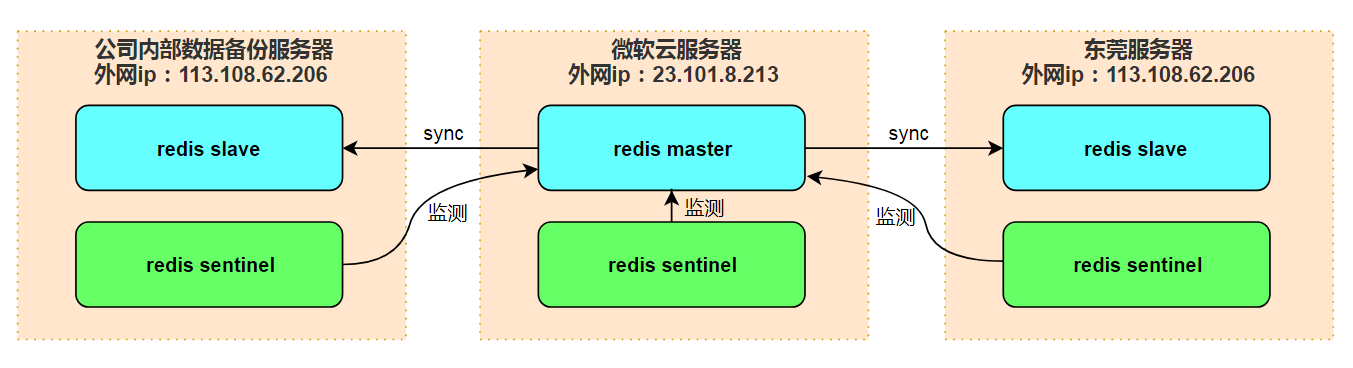 公司内部数据备份服务器
外网ip：113.108.62.206
redis slave
redis sentinel
sync
监测
微软云服务器
外网ip：23.101.8.213
redis master
监测
redis sentinel
sync
监测
东莞服务器
外网ip：113.108.62.206
redis slave
redis sentinel